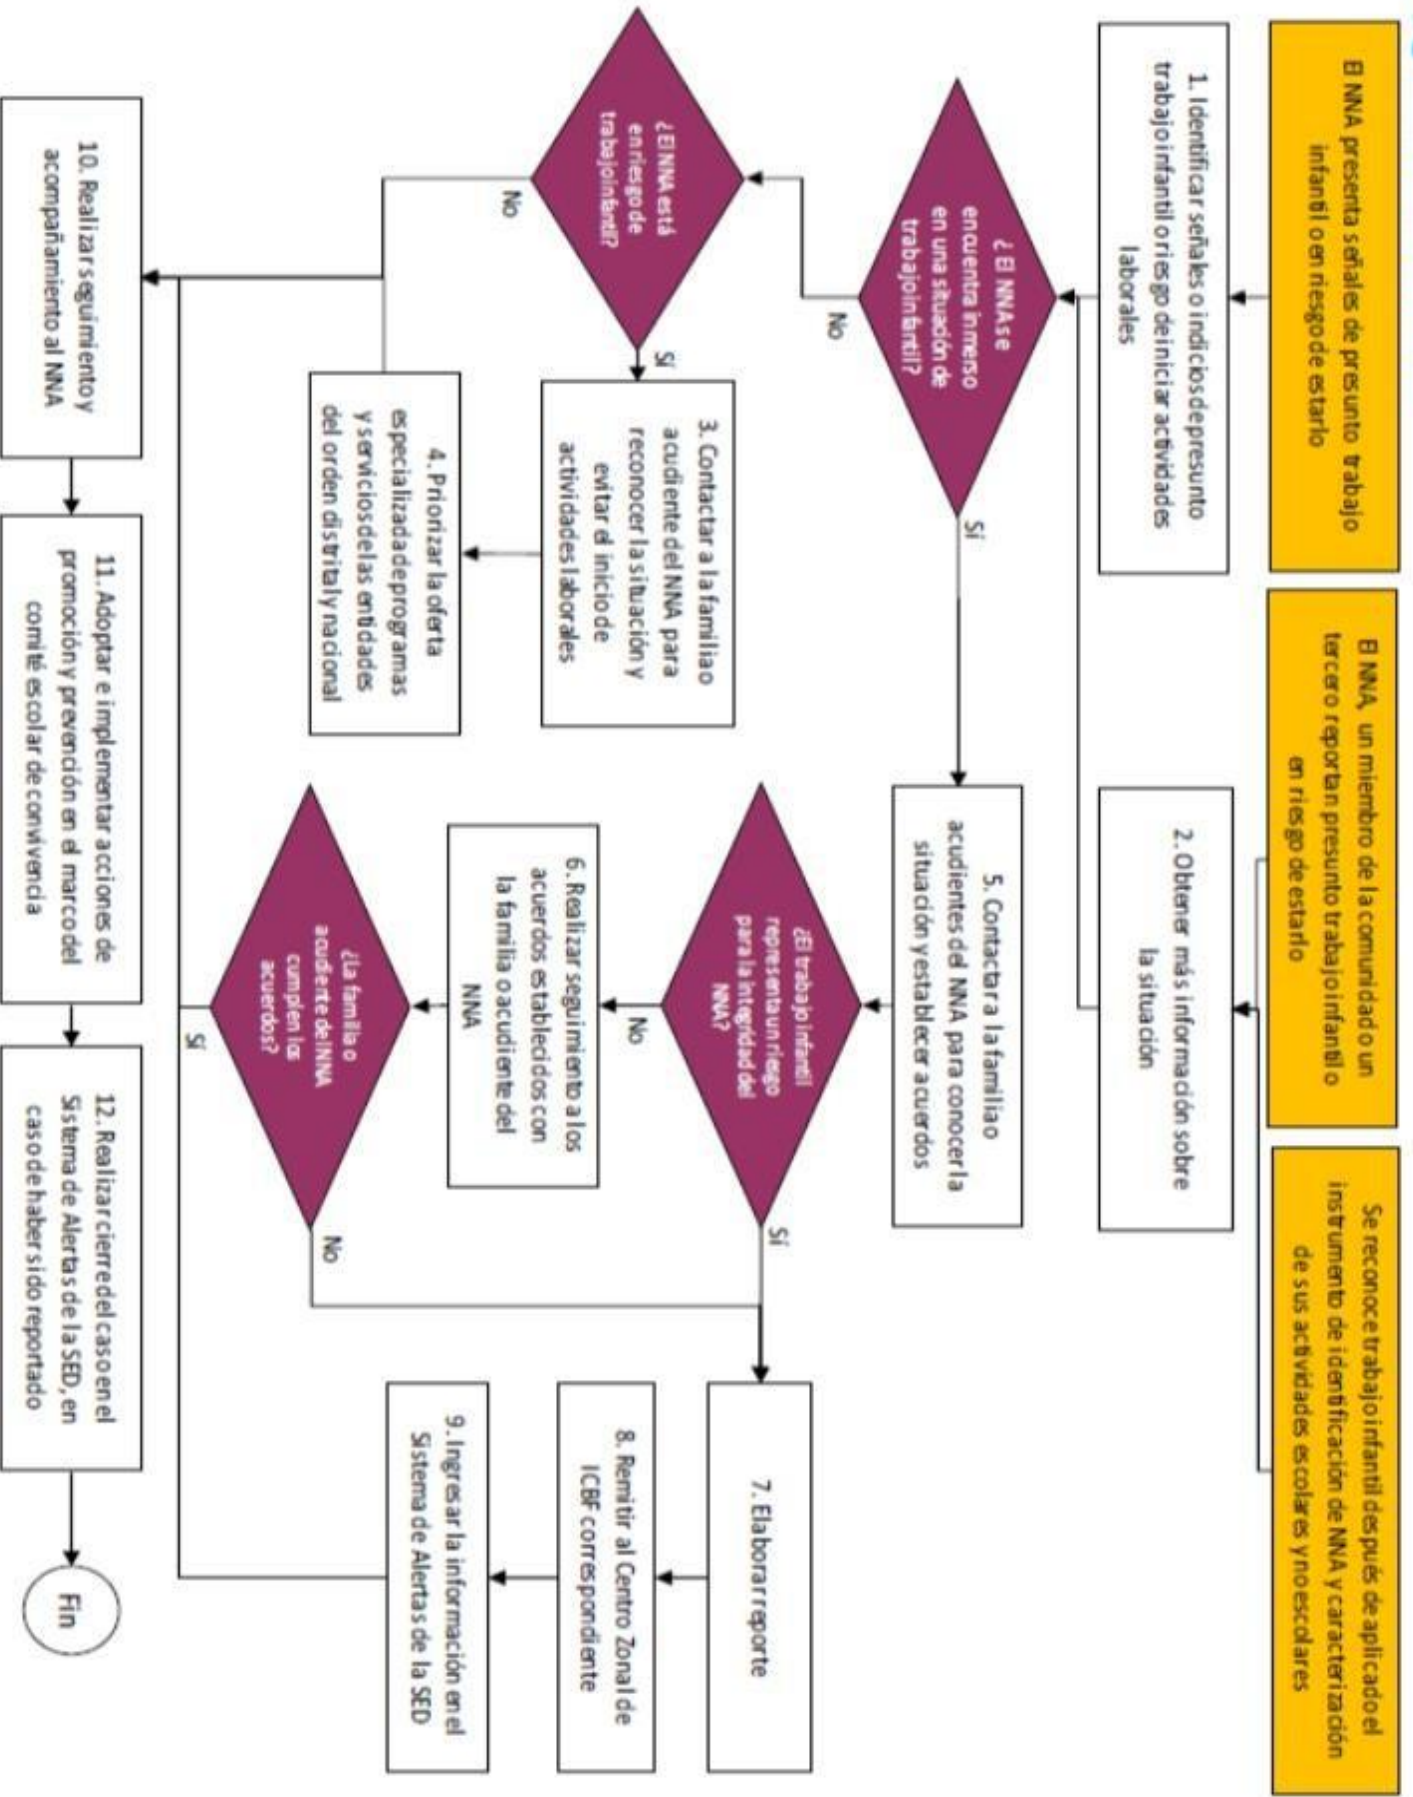 El NNA presenta señales de presunto trabajo
infantil o en riesgo de estarlo
El NNA, un miembro de la comunidad o un
tercero reportan presunto trabajo infantil o
en riesgo de estarlo
Se reconoce trabajo infantil después de aplicado el
instrumento de identificación de NNA y caracterización
de sus actividades escolares y no escolares
1. Identificar señales o indicios de presunto
trabajo infantil o riesgo de iniciar actividades
laborales
2. Obtener más información sobre
la situación
¿El NNA se
encuentra inmerso
en una situación de
trabajo infantil?
Sí
No
5. Contactar a la familia o
acudientes del NNA para conocer la
situación y establecer acuerdos
¿El NNA está
en riesgo de
trabajo infantil?
Sí
No
3. Contactar a la familia o
acudiente del NNA para
reconocer la situación y
evitar el inicio de
actividades laborales
4. Priorizar la oferta
especializada de programas
y servicios de las entidades
del orden distrital y nacional
¿El trabajo infantil
representa un riesgo
para la integridad del
NNA?
Sí
No
6. Realizar seguimiento a los
acuerdos establecidos con
la familia o acudiente del
NNA
¿La familia o
acudiente del NNA
cumplen los
acuerdos?
No
Sí
7. Elaborar reporte
8. Remitir al Centro Zonal de
ICBF correspondiente
9. Ingresar la información en el
Sistema de Alertas de la SED
10. Realizar seguimiento y
acompañamiento al NNA
11. Adoptar e implementar acciones de
promoción y prevención en el marco del
comité escolar de convivencia
12. Realizar cierre del caso en el
Sistema de Alertas de la SED, en
caso de haber sido reportado
Fin